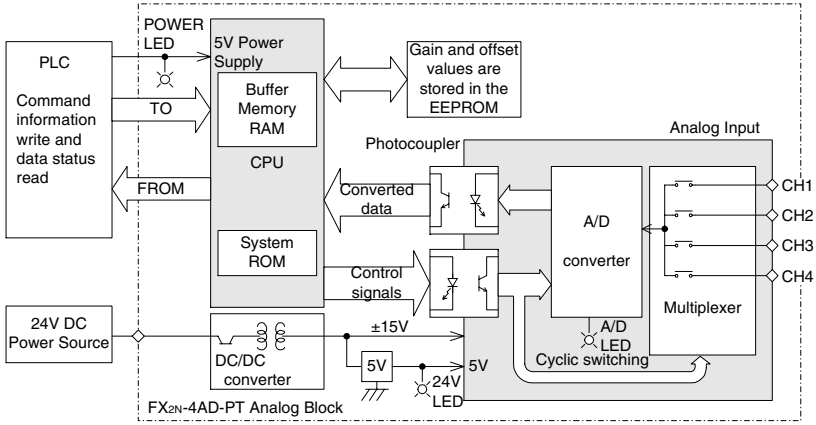 POWER
LED
PLC
Command
information
write and
data status
read
TO
FROM
5V Power
Supply
Buffer
Memory
RAM
CPU
System
ROM
Gain and offset
values are
stored in the
EEPROM
Photocoupler
Analog Input
Converted
data
Control
signals
A/D
converter
Multiplexer
CH1
CH2
CH3
CH4
A/D
LED
Cyclic switching
24V DC
Power Source
DC/DC
converter
±15V
5V
5V
24V
LED
FX2N-4AD-PT Analog Block